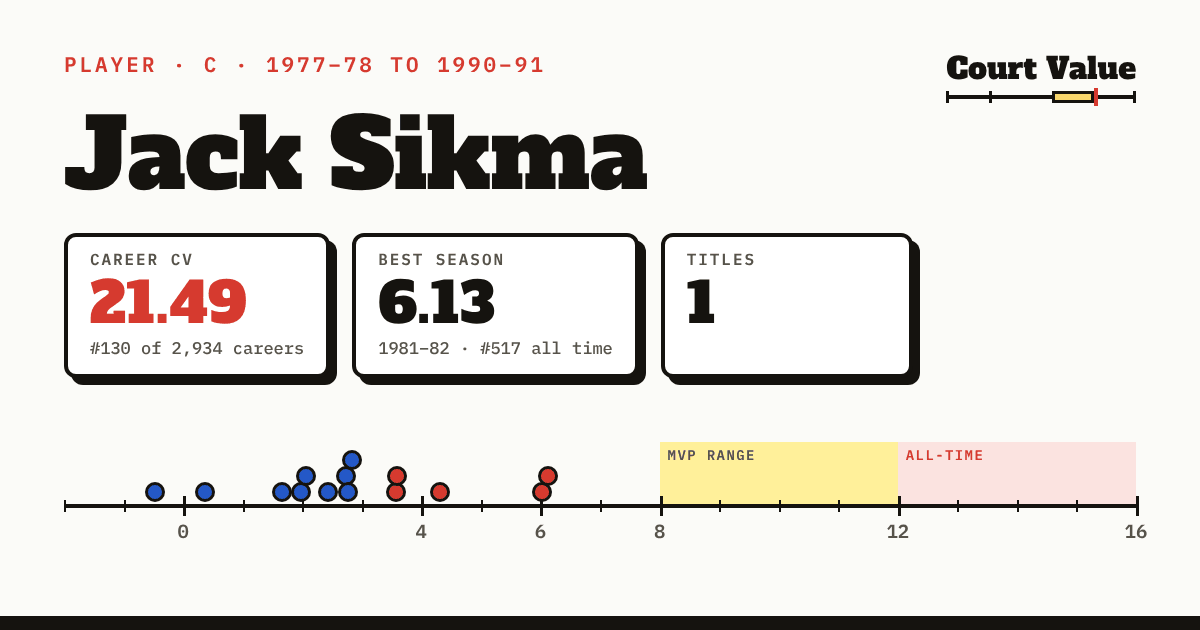 PLAYER · C · 1977–78 TO 1990–91
Court Value
Jack Sikma
CAREER CV
21.49
#130 of 2,934 careers
BEST SEASON
6.13
1981–82 · #517 all time
TITLES
1
MVP RANGE
ALL-TIME
0 4 6 8 12 16